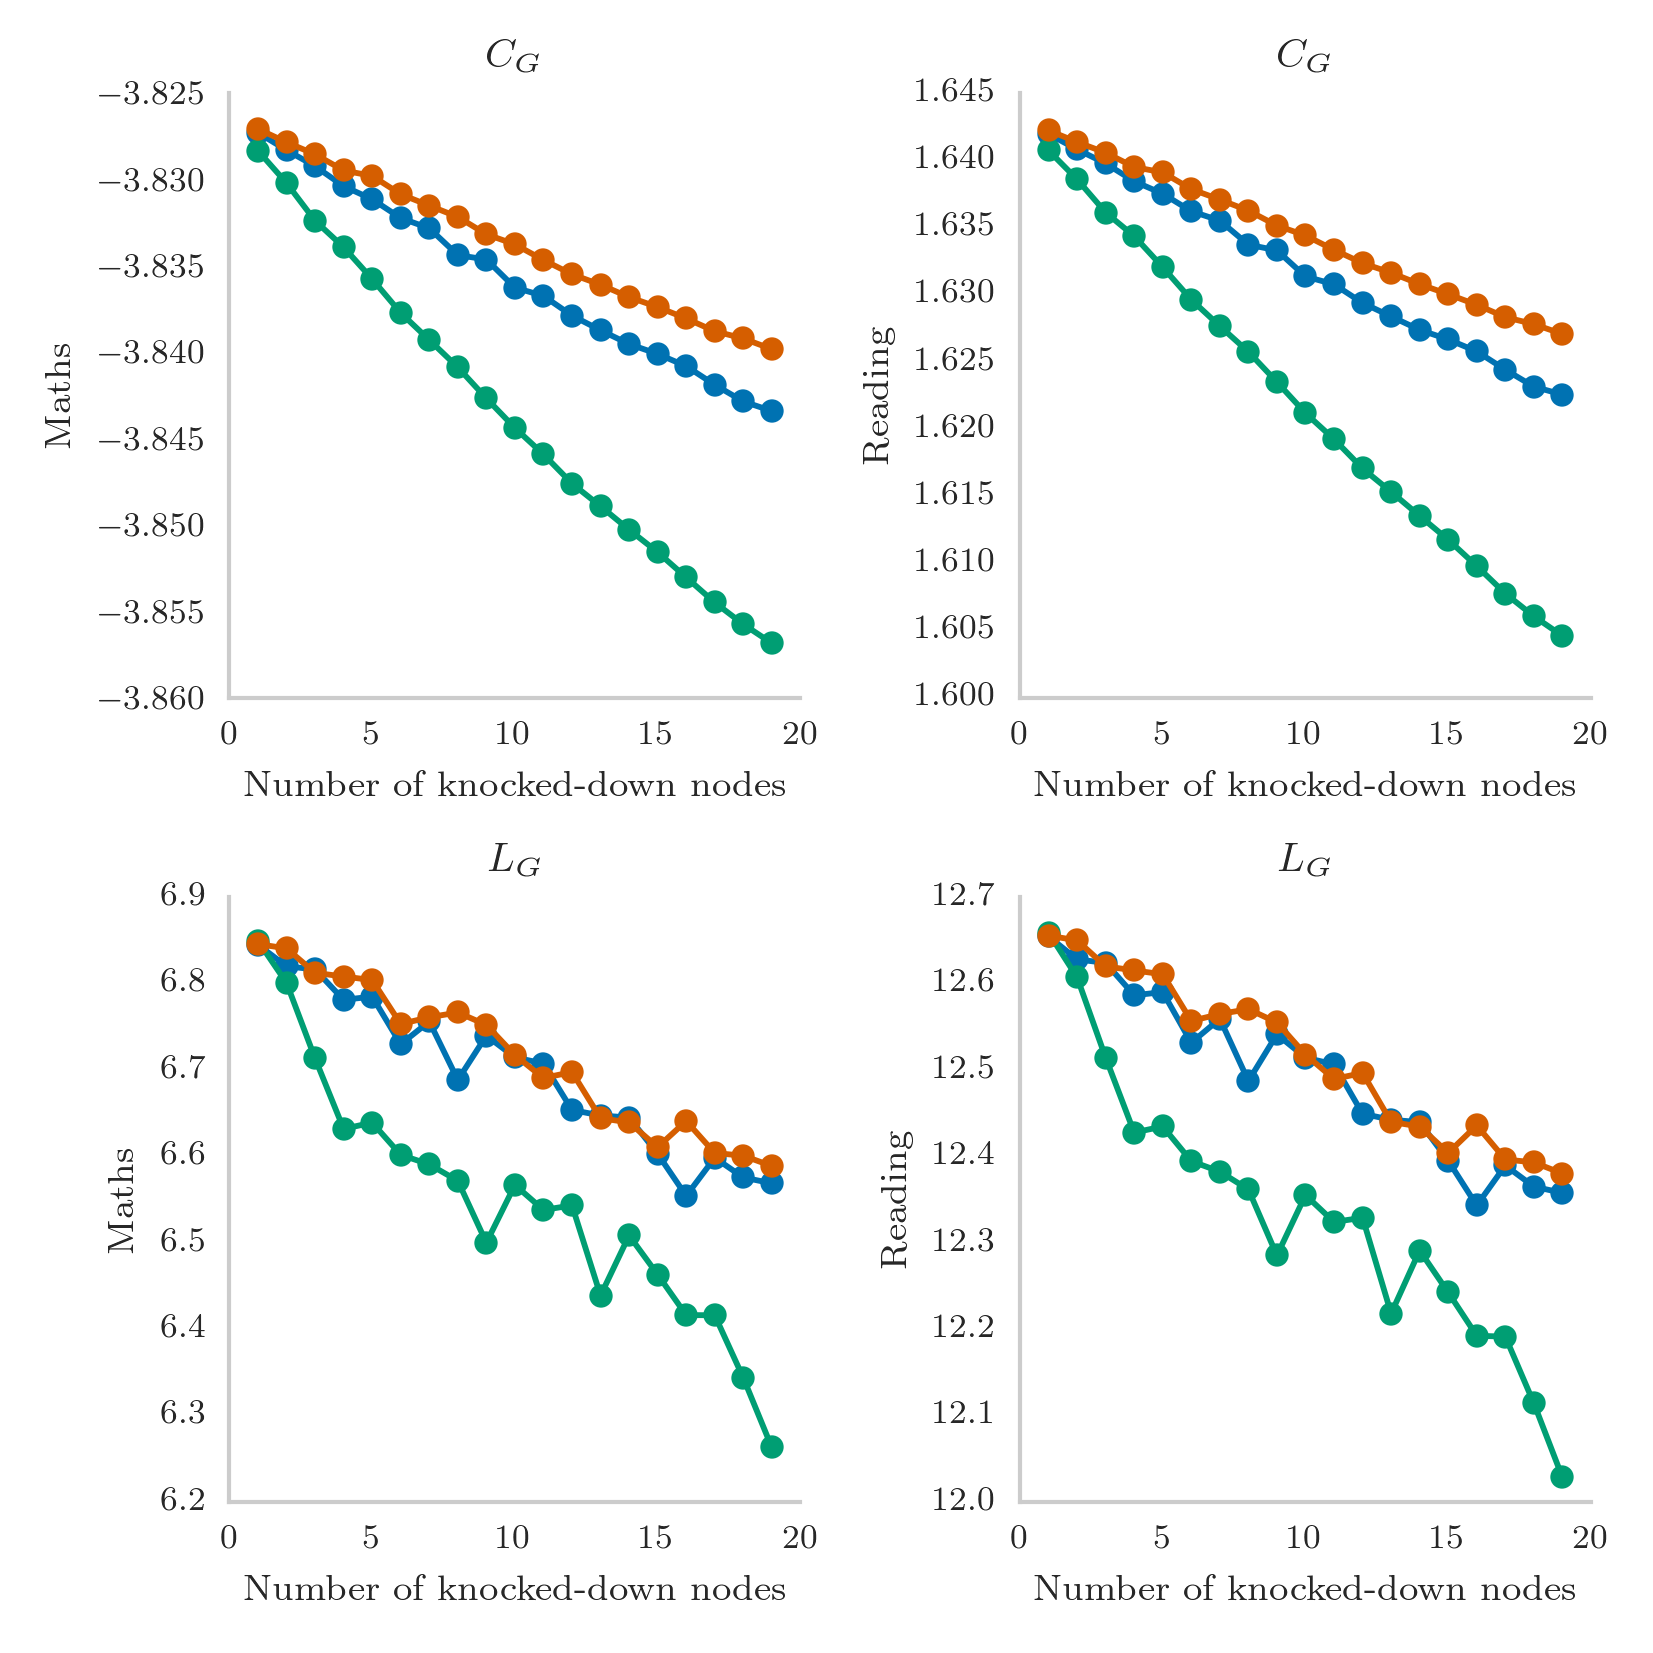 C_G
−3.825
−3.830
−3.835
−3.840
−3.845
−3.850
−3.855
−3.860
Maths
0 5 10 15 20
Number of knocked-down nodes
C_G
1.645
1.640
1.635
1.630
1.625
1.620
1.615
1.610
1.605
1.600
Reading
0 5 10 15 20
Number of knocked-down nodes
L_G
6.9
6.8
6.7
6.6
6.5
6.4
6.3
6.2
Maths
0 5 10 15 20
Number of knocked-down nodes
L_G
12.7
12.6
12.5
12.4
12.3
12.2
12.1
12.0
Reading
0 5 10 15 20
Number of knocked-down nodes